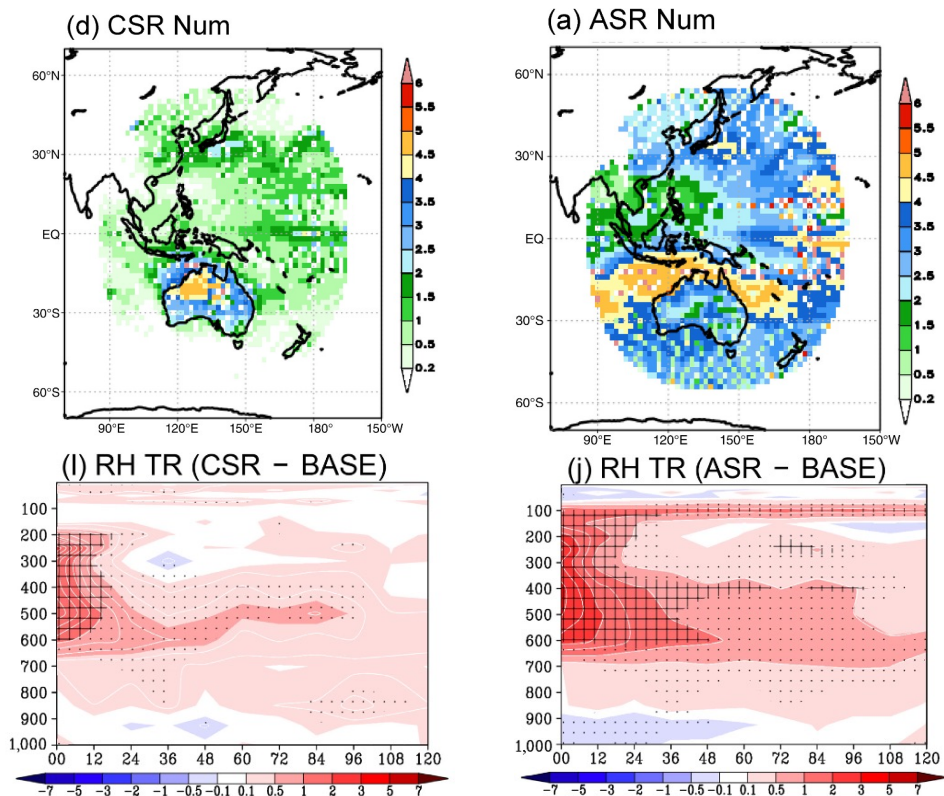 (d) CSR Num
(a) ASR Num
60°N
30°N
EQ
30°S
60°S
90°E 120°E 150°E 180° 150°W
6
5.5
5
4.5
4
3.5
3
2.5
2
1.5
1
0.5
0.2
60°N
30°N
EQ
30°S
60°S
90°E 120°E 150°E 180° 150°W
6
5.5
5
4.5
4
3.5
3
2.5
2
1.5
1
0.5
0.2
(l) RH TR (CSR − BASE)
100
200
300
400
500
600
700
800
900
1,000
00 12 24 36 48 60 72 84 96 108 120
-7 -5 -3 -2 -1 -0.5 -0.1 0.1 0.5 1 2 3 5 7
(j) RH TR (ASR − BASE)
100
200
300
400
500
600
700
800
900
1,000
00 12 24 36 48 60 72 84 96 108 120
-7 -5 -3 -2 -1 -0.5 -0.1 0.1 0.5 1 2 3 5 7